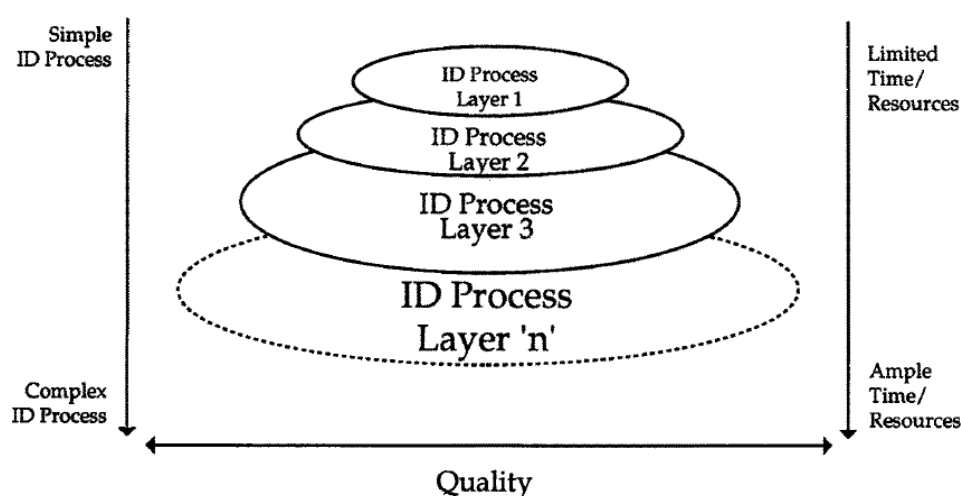 Simple
ID Process
Limited
Time/
Resources
ID Process
Layer 1
ID Process
Layer 2
ID Process
Layer 3
ID Process
Layer 'n'
Complex
ID Process
Ample
Time/
Resources
Quality